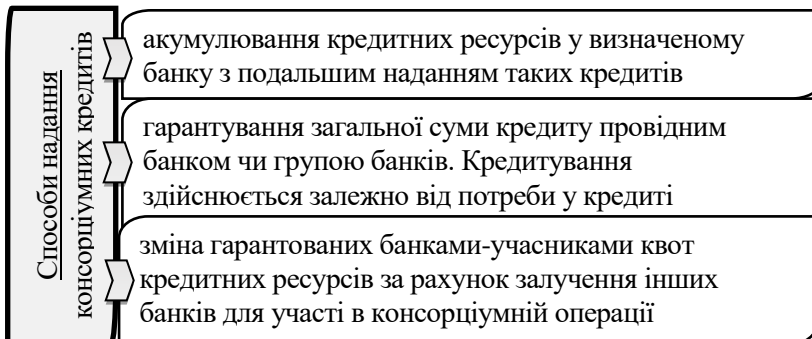 Способи надання
консорціумних кредитів
акумулювання кредитних ресурсів у визначеному
банку з подальшим наданням таких кредитів
гарантування загальної суми кредиту провідним
банком чи групою банків. Кредитування
здійснюється залежно від потреби у кредиті
зміна гарантованих банками-учасниками квот
кредитних ресурсів за рахунок залучення інших
банків для участі в консорціумній операції